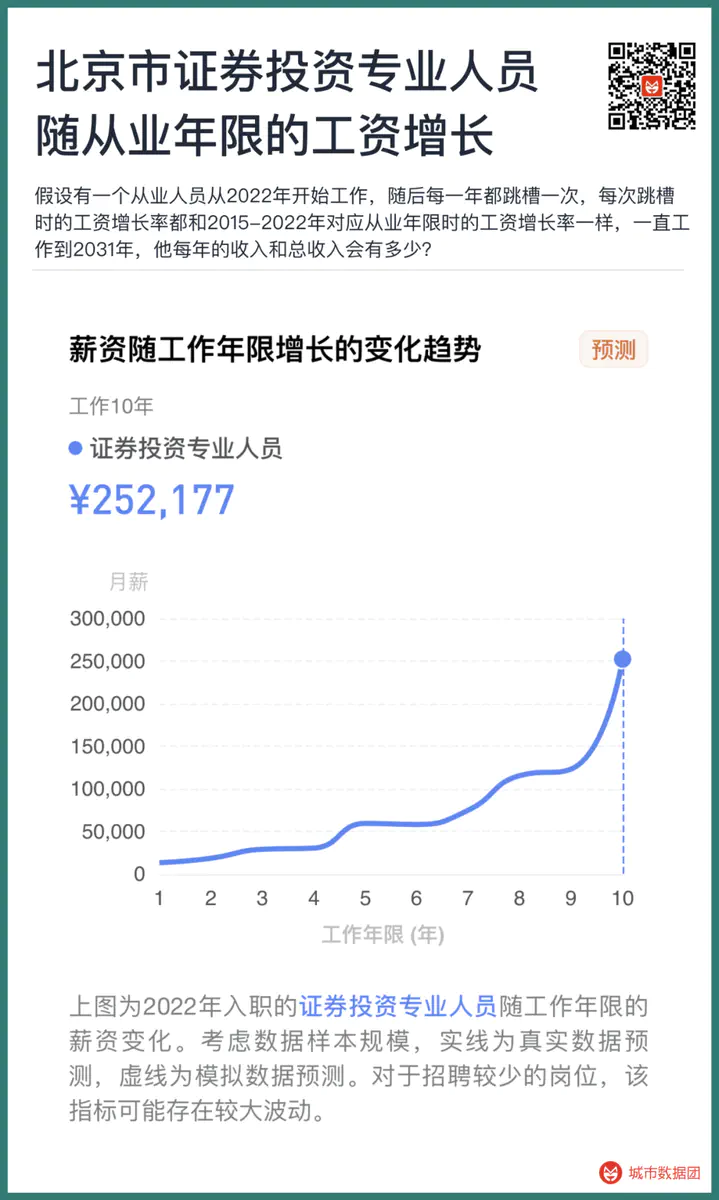 北京市证券投资专业人员
随从业年限的工资增长
假设有一个从业人员从2022年开始工作，随后每一年都跳槽一次，每次跳槽
时的工资增长率都和2015-2022年对应从业年限时的工资增长率一样，一直工
作到2031年，他每年的收入和总收入会有多少？
薪资随工作年限增长的变化趋势
预测
工作10年
证券投资专业人员
¥252,177
月薪
300,000
250,000
200,000
150,000
100,000
50,000
0
1 2 3 4 5 6 7 8 9 10
工作年限 (年)
上图为2022年入职的证券投资专业人员随工作年限的
薪资变化。考虑数据样本规模，实线为真实数据预
测，虚线为模拟数据预测。对于招聘较少的岗位，该
指标可能存在较大波动。
城市数据团